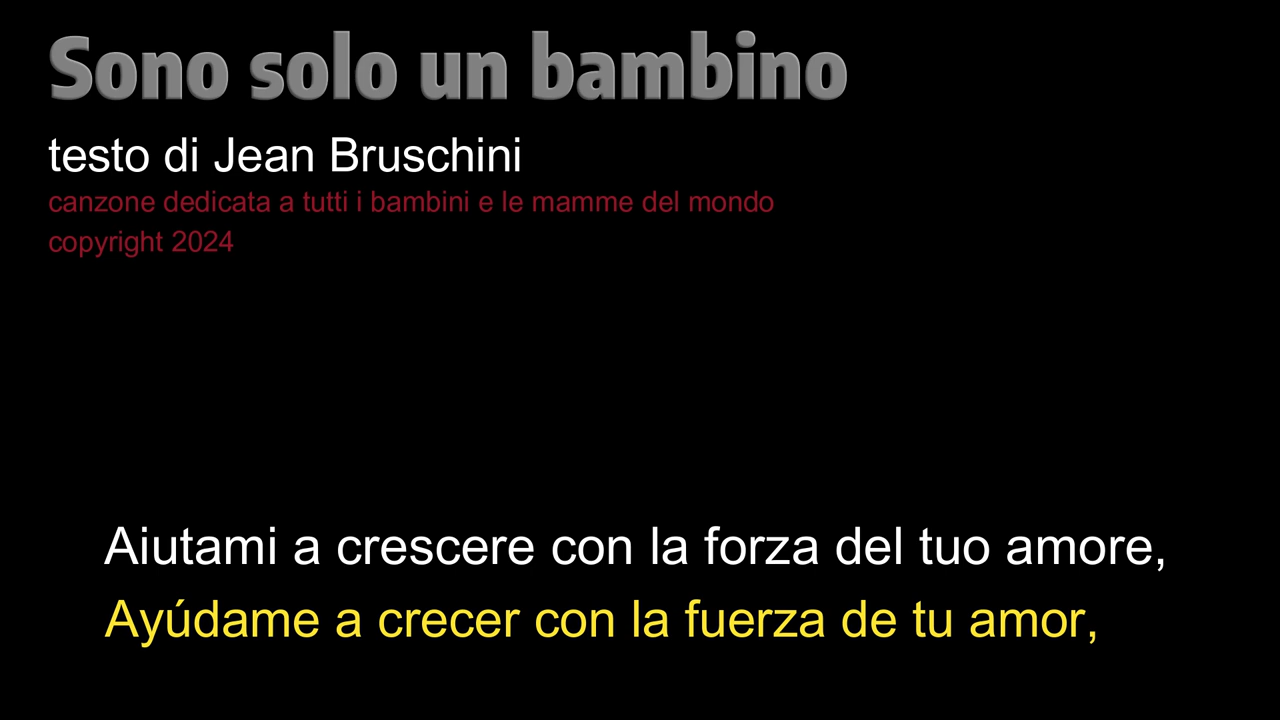 Sono solo un bambino
testo di Jean Bruschini
canzone dedicata a tutti i bambini e le mamme del mondo
copyright 2024
Aiutami a crescere con la forza del tuo amore,
Ayúdame a crecer con la fuerza de tu amor,